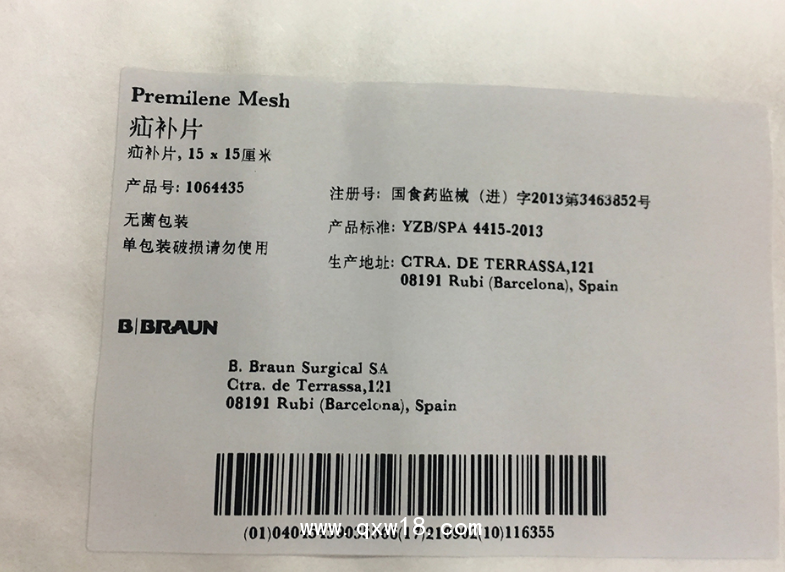 Premilene Mesh
疝补片
疝补片, 15 x 15厘米
产品号: 1064435
无菌包装
单包装破损请勿使用
注册号: 国食药监械 (进) 字2013第3463852号
产品标准: YZB/SPA 4415-2013
生产地址: CTRA. DE TERRASSA,121
08191 Rubi (Barcelona), Spain
B|BRAUN
B. Braun Surgical SA
Ctra. de Terrassa,121
08191 Rubi (Barcelona), Spain
www.qxw18.com
(10)116355